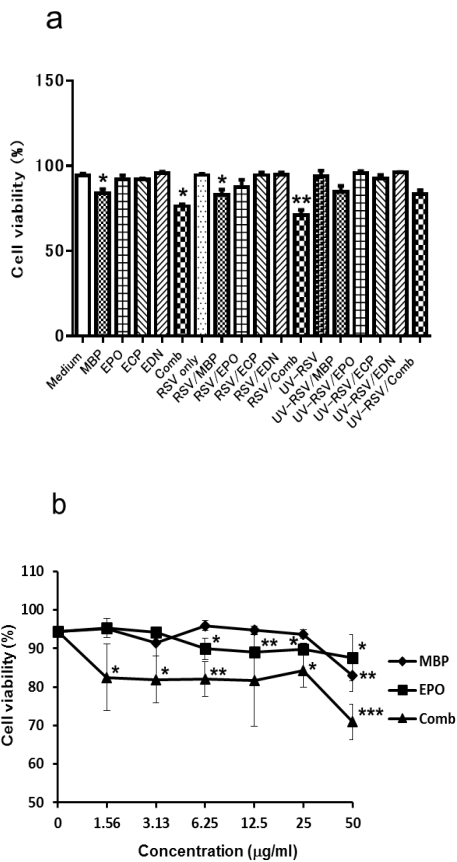 a
Cell viability (%)
150
100
50
0
* * * **
Medium
MBP
EPO
ECP
EDN
Comb
RSV only
RSV/MBP
RSV/EPO
RSV/ECP
RSV/EDN
RSV/Comb
UV-RSV
UV-RSV/MBP
UV-RSV/EPO
UV-RSV/ECP
UV-RSV/EDN
UV-RSV/Comb
b
Cell viability (%)
110
100
90
80
70
60
50
* ** * *
**
* * ** *
***
MBP
EPO
Comb
0 1.56 3.13 6.25 12.5 25 50
Concentration (μg/ml)